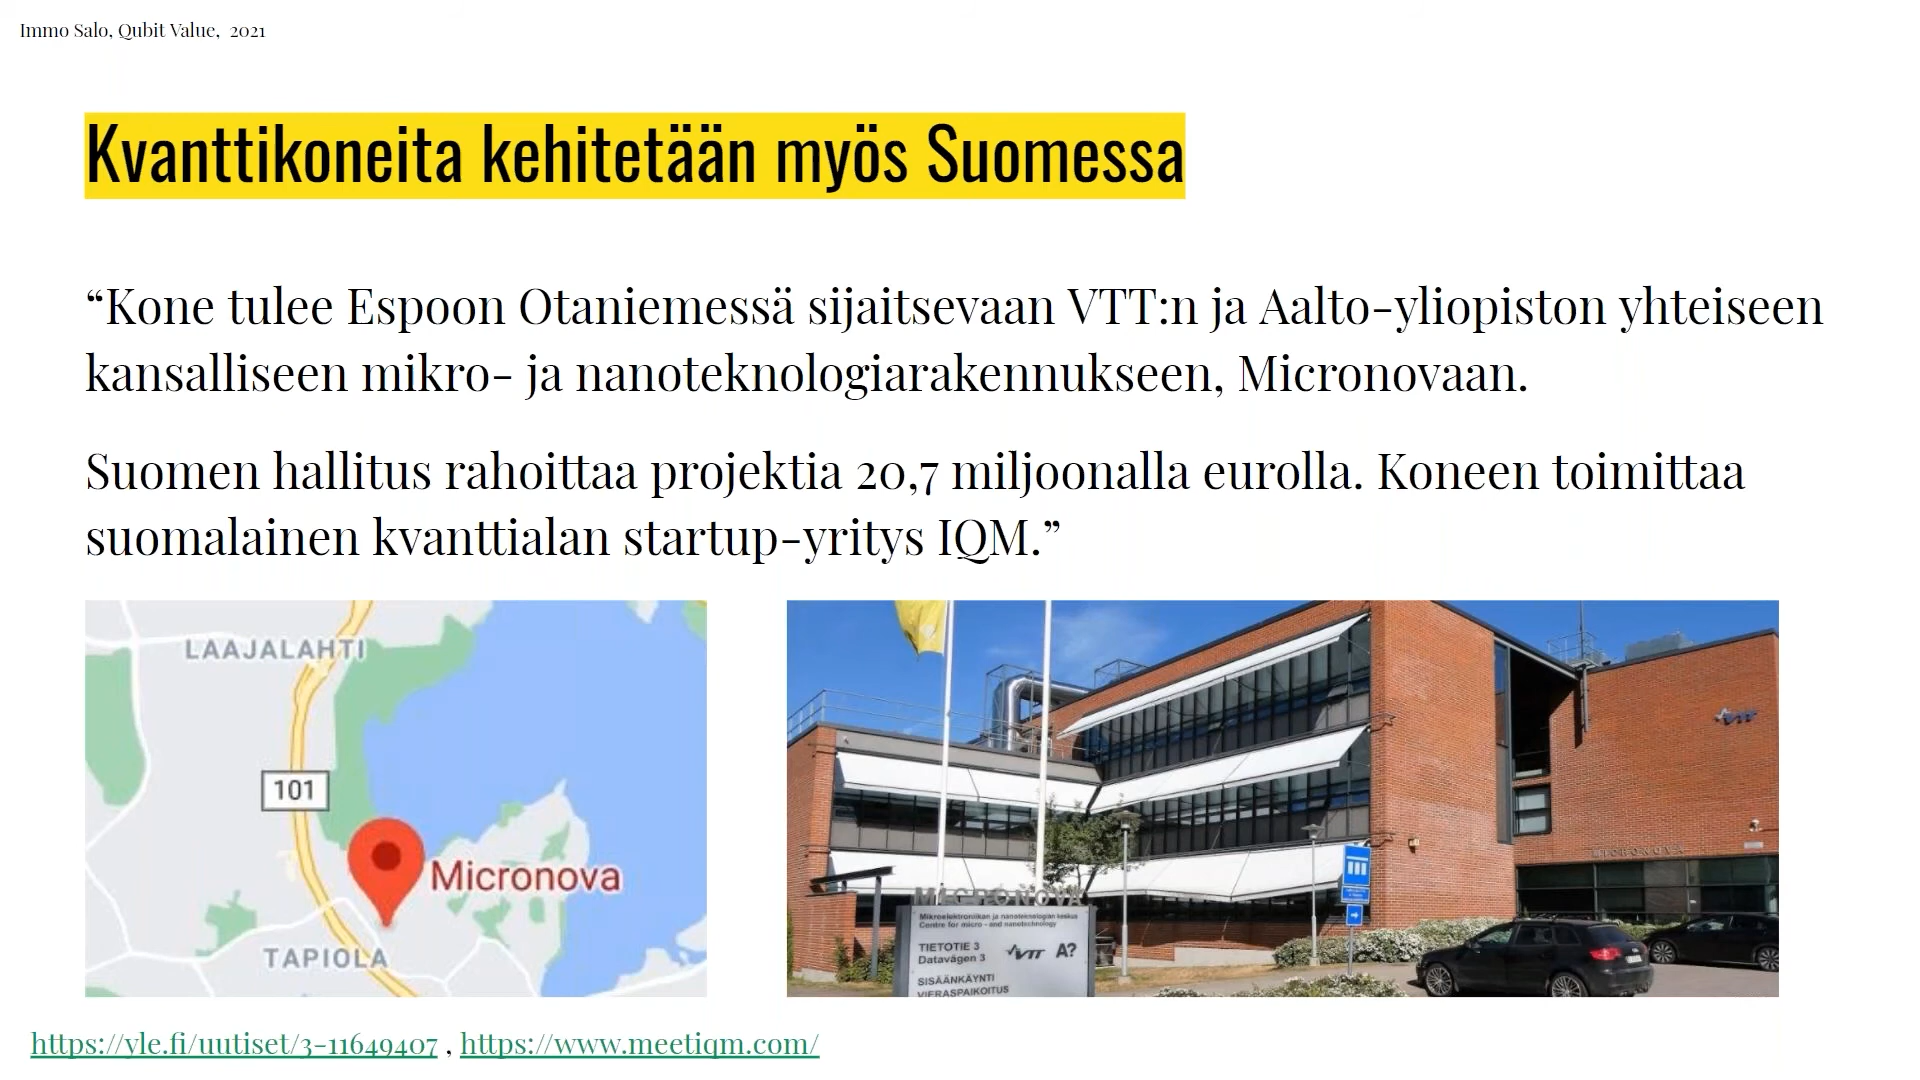 Immo Salo, Qubit Value, 2021
Kvanttikoneita kehitetään myös Suomessa
“Kone tulee Espoon Otaniemessä sijaitsevaan VTT:n ja Aalto-yliopiston yhteiseen
kansalliseen mikro- ja nanoteknologiarakennukseen, Micronovaan.
Suomen hallitus rahoittaa projektia 20,7 miljoonalla eurolla. Koneen toimittaa
suomalainen kvanttialan startup-yritys IQM.”
LAAJALAHTI
101
Micronova
TAPIOLA
VTT
MICRONOVA
MICRONOVA
Mikroelektroniikan ja nanoteknologian keskus
Centre for micro - and nanotechnology
TIETOTIE 3
Datavägen 3
VTT A?
SISÄÄNKÄYNTI
VIERASPAIKOITUS
https://yle.fi/uutiset/3-11649407 , https://www.meetiqm.com/